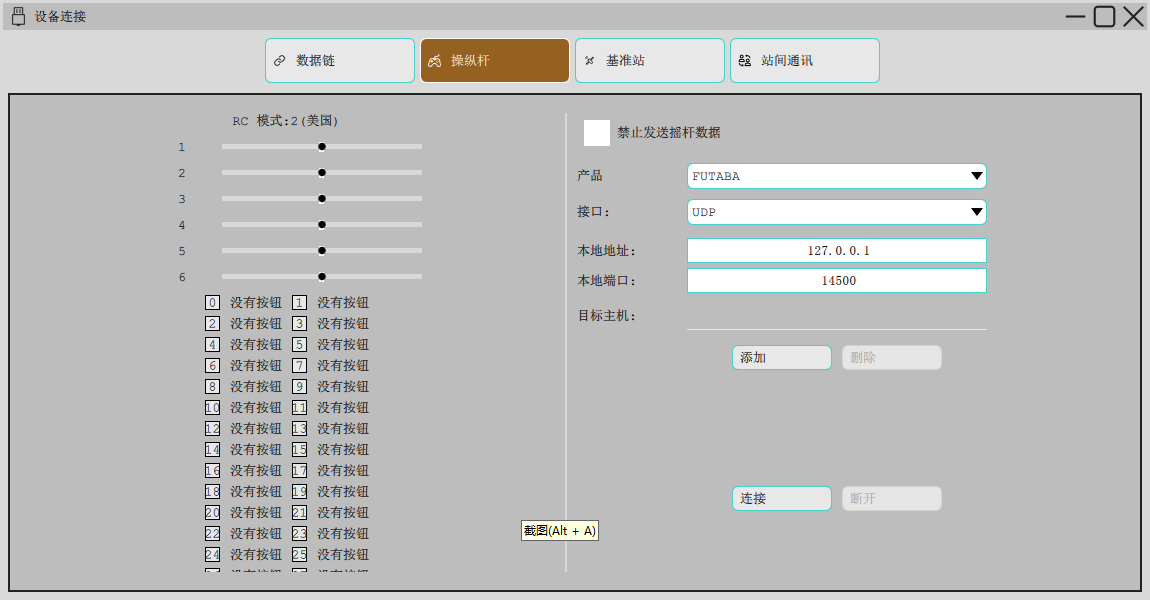 设备连接
数据链
操纵杆
基准站
站间通讯
RC 模式:2(美国)
1
2
3
4
5
6
0 没有按钮 1 没有按钮
2 没有按钮 3 没有按钮
4 没有按钮 5 没有按钮
6 没有按钮 7 没有按钮
8 没有按钮 9 没有按钮
10 没有按钮 11 没有按钮
12 没有按钮 13 没有按钮
14 没有按钮 15 没有按钮
16 没有按钮 17 没有按钮
18 没有按钮 19 没有按钮
20 没有按钮 21 没有按钮
22 没有按钮 23 没有按钮
24 没有按钮 25 没有按钮
禁止发送摇杆数据
产品 FUTABA
接口: UDP
本地地址: 127.0.0.1
本地端口: 14500
目标主机:
添加 删除
连接 断开
截图(Alt + A)